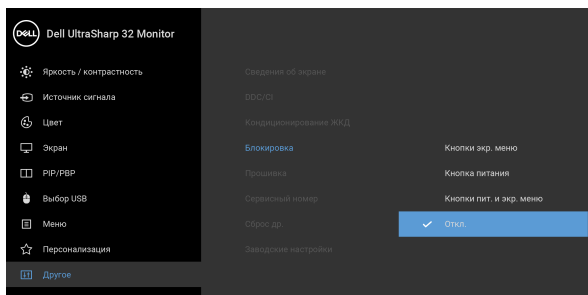 DELL Dell UltraSharp 32 Monitor
Яркость / контрастность Сведения об экране
Источник сигнала DDC/CI
Цвет Кондиционирование ЖКД
Экран Блокировка Кнопки экр. меню
PIP/PBP Прошивка Кнопка питания
Выбор USB Сервисный номер Кнопки пит. и экр. меню
Меню Сброс др Откл.
Персонализация Заводские настройки
Другое